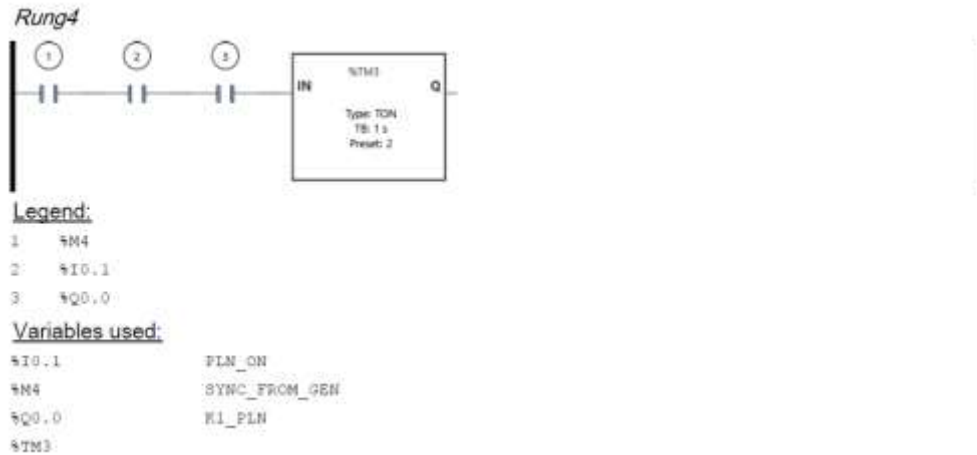 Rung4
1 2 3
%TM3
IN Q
Type: TON
TB: 1 s
Preset: 2
Legend:
1 %M4
2 %I0.1
3 %Q0.0
Variables used:
%I0.1 PLN_ON
%M4 SYNC_FROM_GEN
%Q0.0 K1_PLN
%TM3